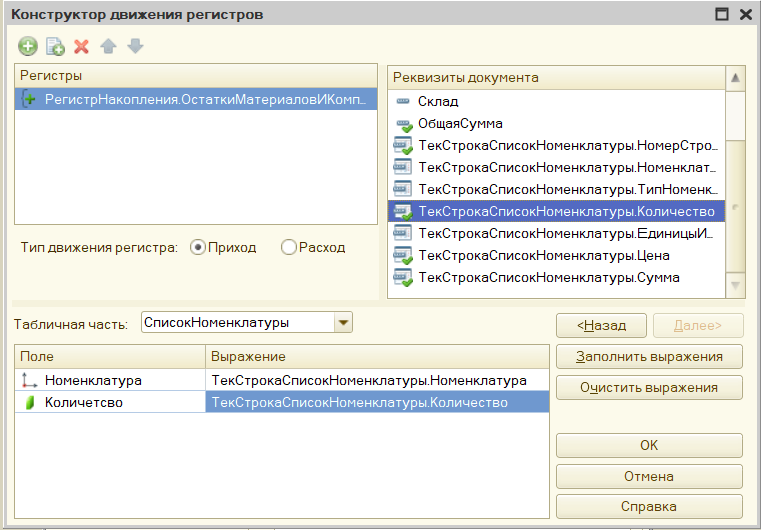 Конструктор движения регистров
Регистры
РегистрНакопления.ОстаткиМатериаловИКомп...
Реквизиты документа
Склад
ОбщаяСумма
ТекСтрокаСписокНоменклатуры.НомерСтро...
ТекСтрокаСписокНоменклатуры.Номенклат...
ТекСтрокаСписокНоменклатуры.ТипНоменк...
ТекСтрокаСписокНоменклатуры.Количество
ТекСтрокаСписокНоменклатуры.ЕдиницыИ...
ТекСтрокаСписокНоменклатуры.Цена
ТекСтрокаСписокНоменклатуры.Сумма
Тип движения регистра: Приход Расход
Табличная часть: СписокНоменклатуры
<Назад Далее>
Поле Выражение
Номенклатура ТекСтрокаСписокНоменклатуры.Номенклатура
Количетсво ТекСтрокаСписокНоменклатуры.Количество
Заполнить выражения
Очистить выражения
ОК
Отмена
Справка